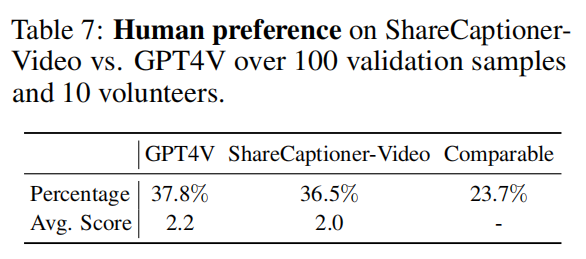 Table 7: Human preference on ShareCaptioner-
Video vs. GPT4V over 100 validation samples
and 10 volunteers.
GPT4V ShareCaptioner-Video Comparable
Percentage 37.8% 36.5% 23.7%
Avg. Score 2.2 2.0 -